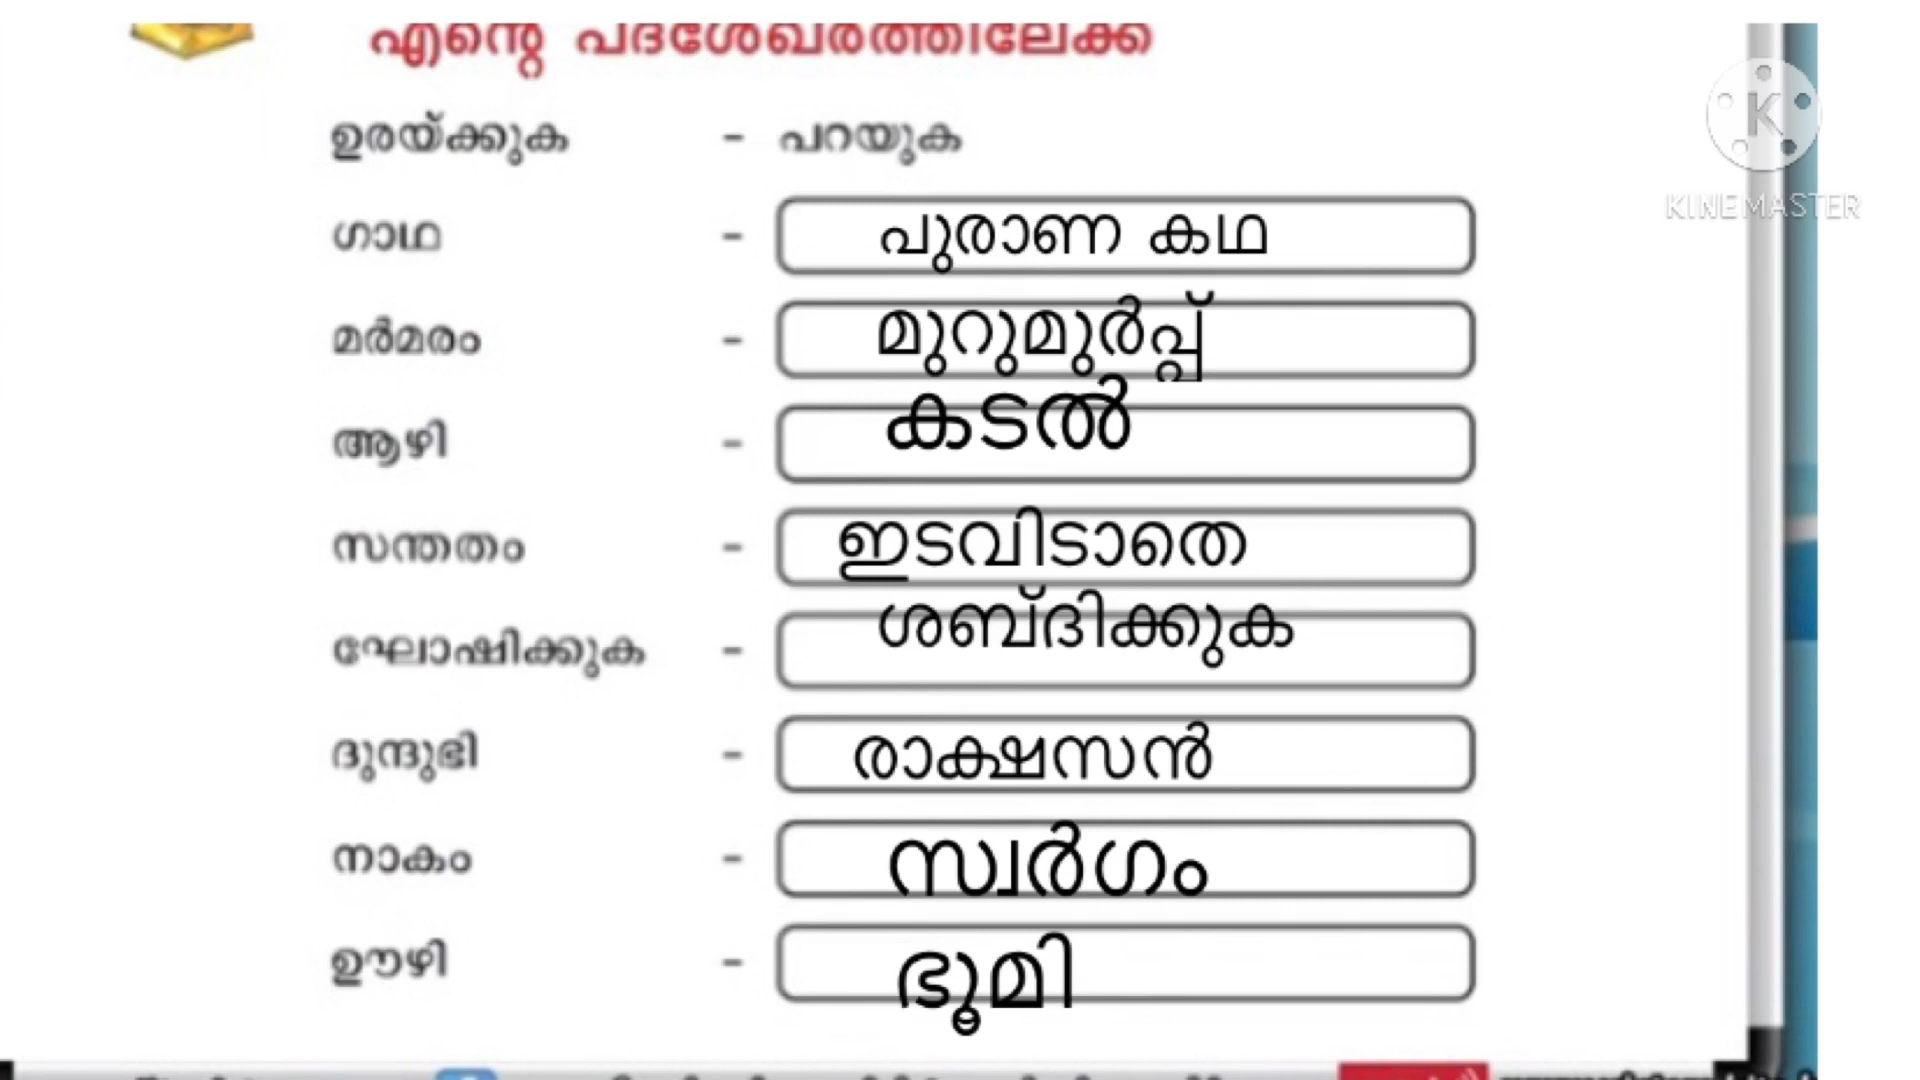 എന്റെ പദശേഖരത്തിലേക്ക്
ഉരയ്ക്കുക - പറയുക
ഗാഥ - പുരാണ കഥ
മർമരം - മുറുമുർപ്പ്
ആഴി - കടൽ
സന്തതം - ഇടവിടാതെ
ഘോഷിക്കുക - ശബ്ദിക്കുക
ദുന്ദുഭി - രാക്ഷസൻ
നാകം - സ്വർഗം
ഊഴി - ഭൂമി
K
KINEMASTER